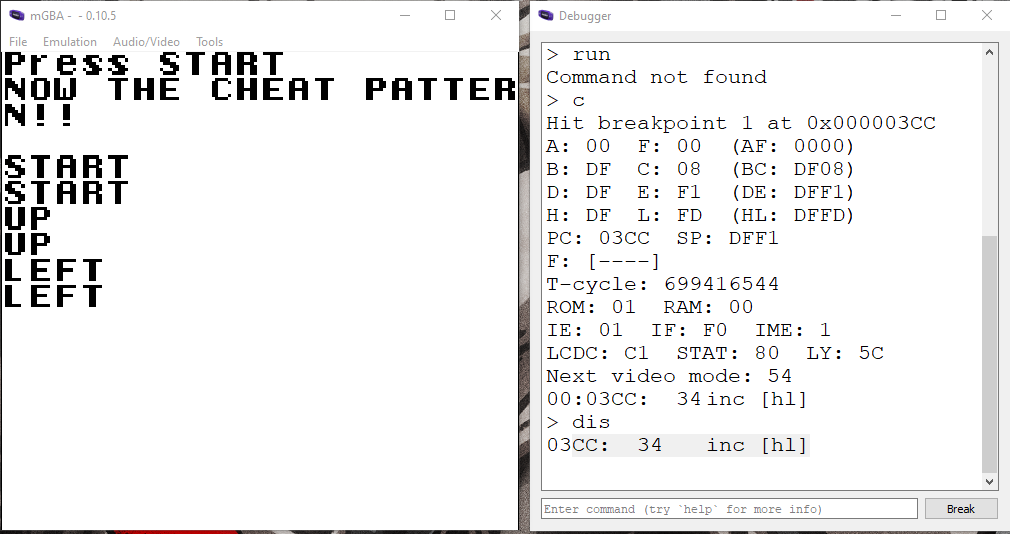 mGBA -  - 0.10.5
File Emulation Audio/Video Tools
Press START
NOW THE CHEAT PATTER
N!!
START
START
UP
UP
LEFT
LEFT
Debugger
> run
Command not found
> c
Hit breakpoint 1 at 0x000003CC
A: 00  F: 00  (AF: 0000)
B: DF  C: 08  (BC: DF08)
D: DF  E: F1  (DE: DFF1)
H: DF  L: FD  (HL: DFFD)
PC: 03CC  SP: DFF1
F: [----]
T-cycle: 699416544
ROM: 01  RAM: 00
IE: 01  IF: F0  IME: 1
LCDC: C1  STAT: 80  LY: 5C
Next video mode: 54
00:03CC:  34 inc [hl]
> dis
03CC:  34   inc [hl]
Enter command (try `help` for more info)
Break